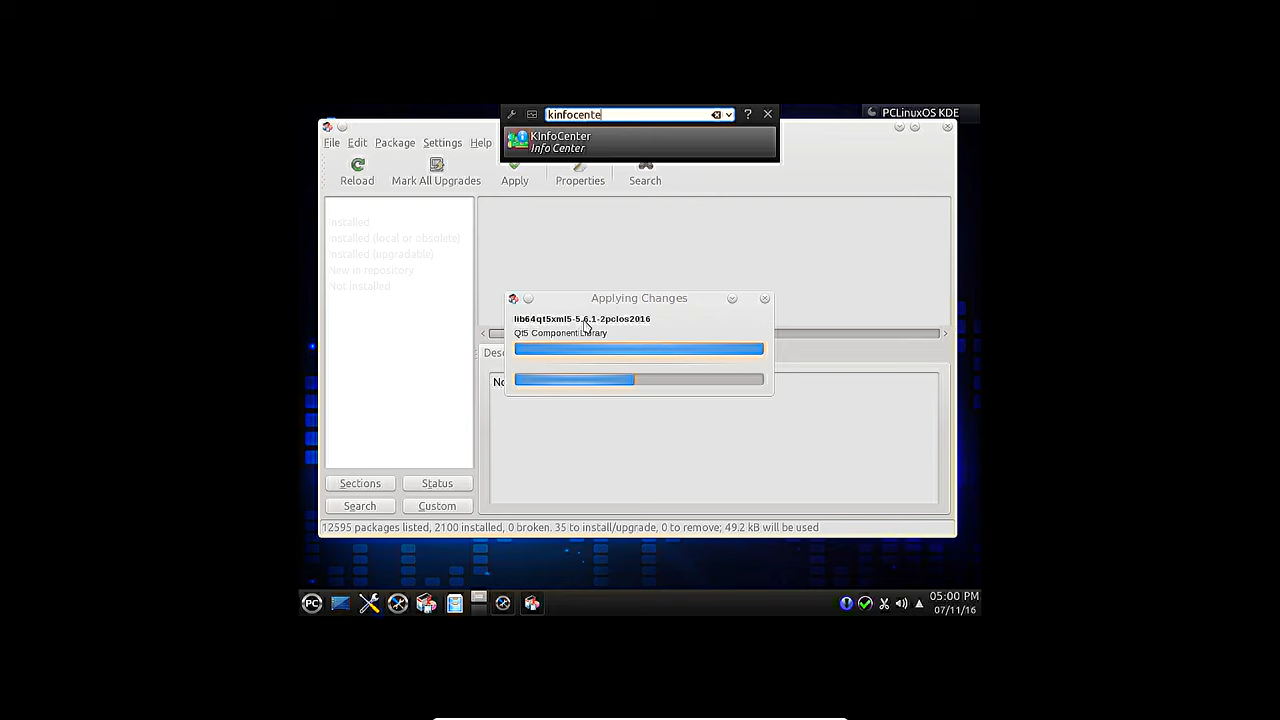 kinfocente
?
PCLinuxOS KDE
KInfoCenter
Info Center
File Edit Package Settings Help
Reload Mark All Upgrades Apply Properties Search
Installed
Installed (local or obsolete)
Installed (upgradable)
New in repository
Not installed
Applying Changes
lib64qt5xml5-5.6.1-2pclos2016
Qt5 Component Library
Sections Status
Search Custom
12595 packages listed, 2100 installed, 0 broken. 35 to install/upgrade, 0 to remove; 49.2 kB will be used
PC
05:00 PM
07/11/16